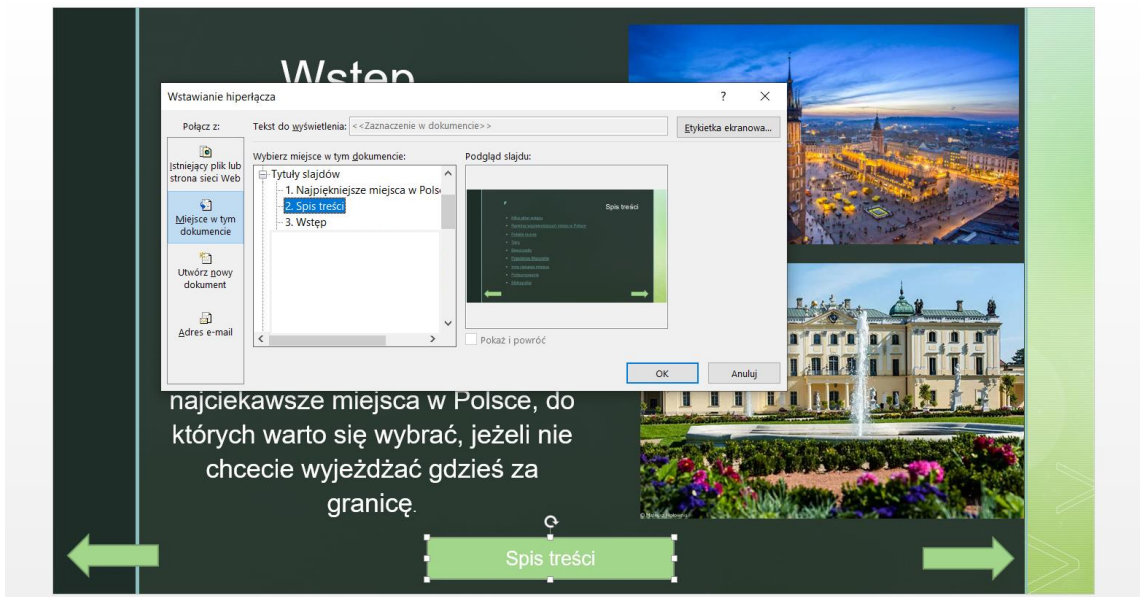 Wstęp
Wstawianie hiperłącza
?
Połącz z:
Tekst do wyświetlenia: <<Zaznaczenie w dokumencie>>
Etykietka ekranowa...
Istniejący plik lub
strona sieci Web
Miejsce w tym
dokumencie
Utwórz nowy
dokument
Adres e-mail
Wybierz miejsce w tym dokumencie:
Tytuły slajdów
1. Najpiękniejsze miejsca w Pols
2. Spis treści
3. Wstęp
Podgląd slajdu:
Spis treści
Pokaż i powróć
OK
Anuluj
najciekawsze miejsca w Polsce, do
których warto się wybrać, jeżeli nie
chcecie wyjeżdżać gdzieś za
granicę.
Spis treści